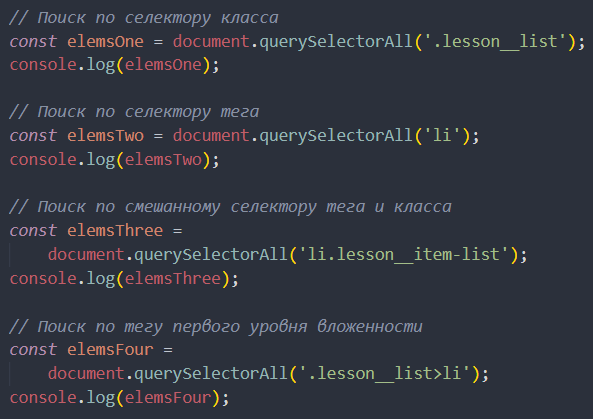 // Поиск по селектору класса
const elemsOne = document.querySelectorAll('.lesson__list');
console.log(elemsOne);
// Поиск по селектору тега
const elemsTwo = document.querySelectorAll('li');
console.log(elemsTwo);
// Поиск по смешанному селектору тега и класса
const elemsThree =
document.querySelectorAll('li.lesson__item-list');
console.log(elemsThree);
// Поиск по тегу первого уровня вложенности
const elemsFour =
document.querySelectorAll('.lesson__list>li');
console.log(elemsFour);